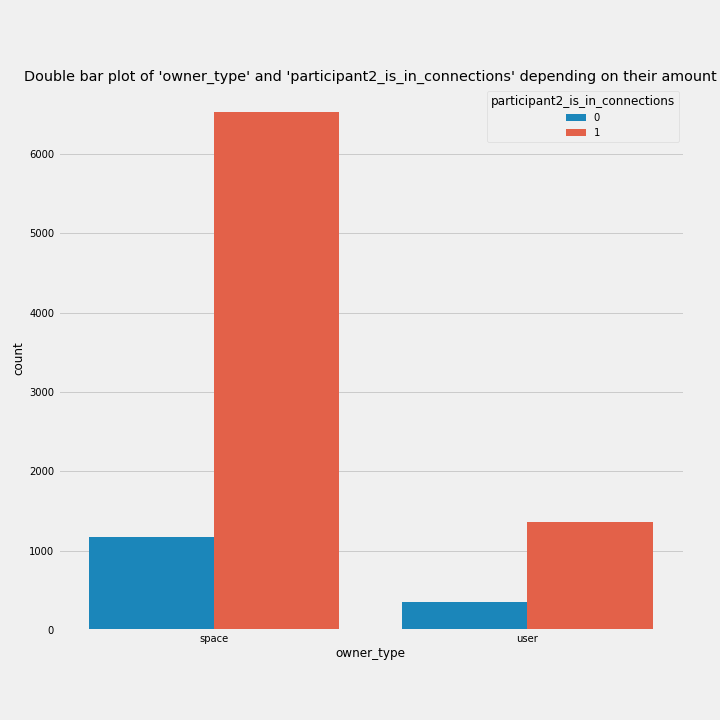 Double bar plot of 'owner_type' and 'participant2_is_in_connections' depending on their amount
participant2_is_in_connections
0
1
6000
5000
4000
3000
2000
1000
0
count
space
user
owner_type